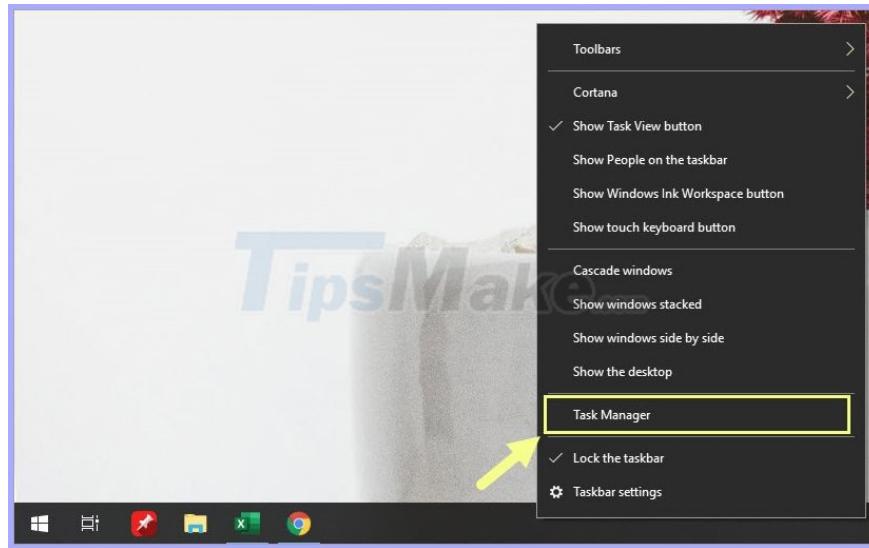 Toolbars
Cortana
Show Task View button
Show People on the taskbar
Show Windows Ink Workspace button
Show touch keyboard button
TipsMake.com
Cascade windows
Show windows stacked
Show windows side by side
Show the desktop
Task Manager
Lock the taskbar
Taskbar settings